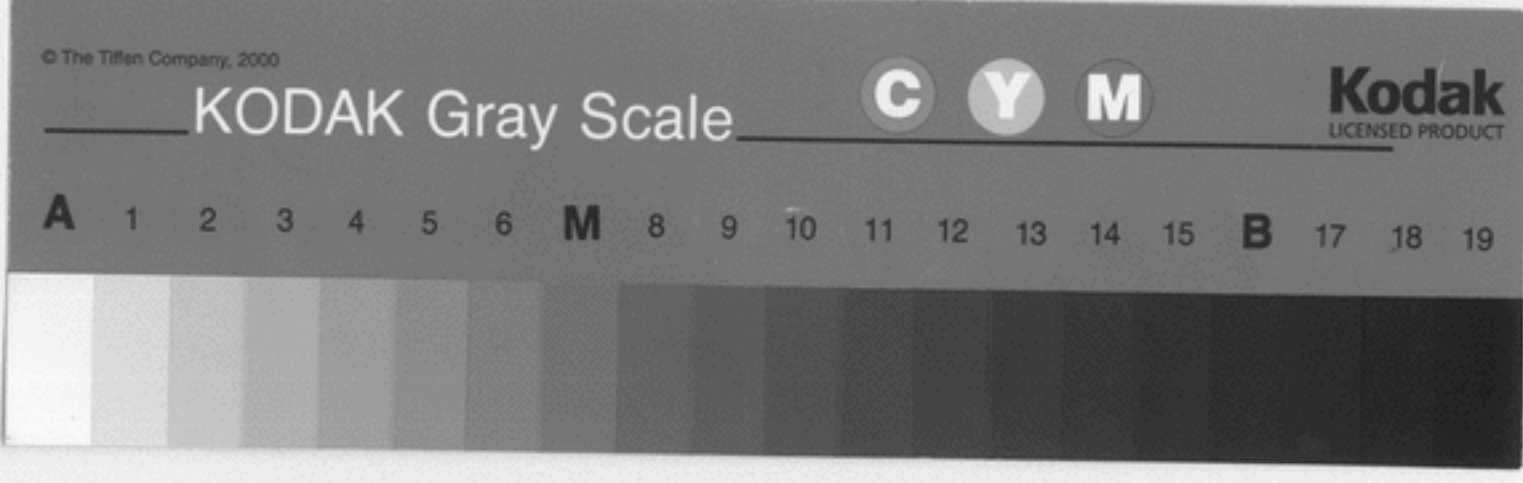 © The Tiffen Company, 2000
KODAK Gray Scale
C Y M
Kodak
LICENSED PRODUCT
A 1 2 3 4 5 6 M 8 9 10 11 12 13 14 15 B 17 18 19